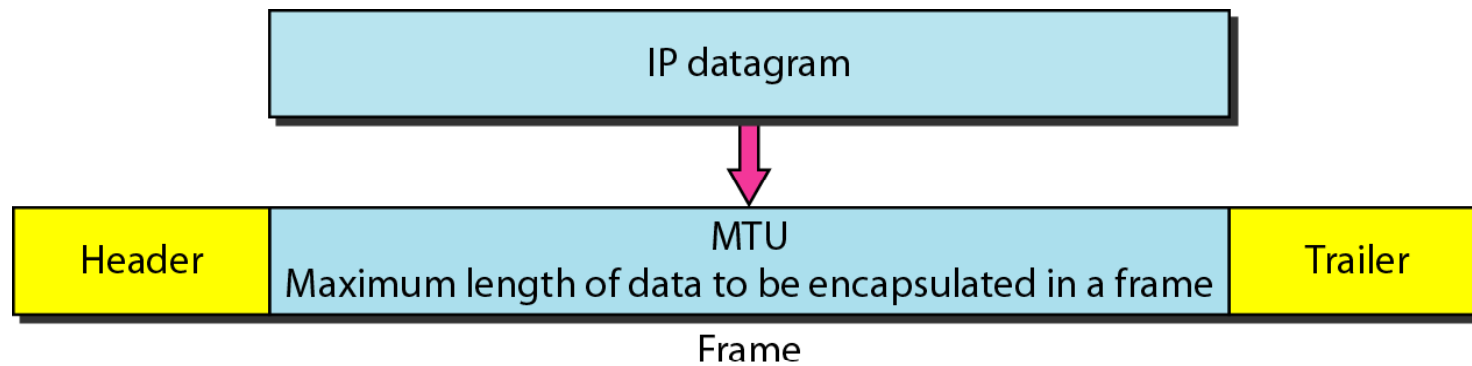 IP datagram
Header
MTU
Maximum length of data to be encapsulated in a frame
Trailer
Frame